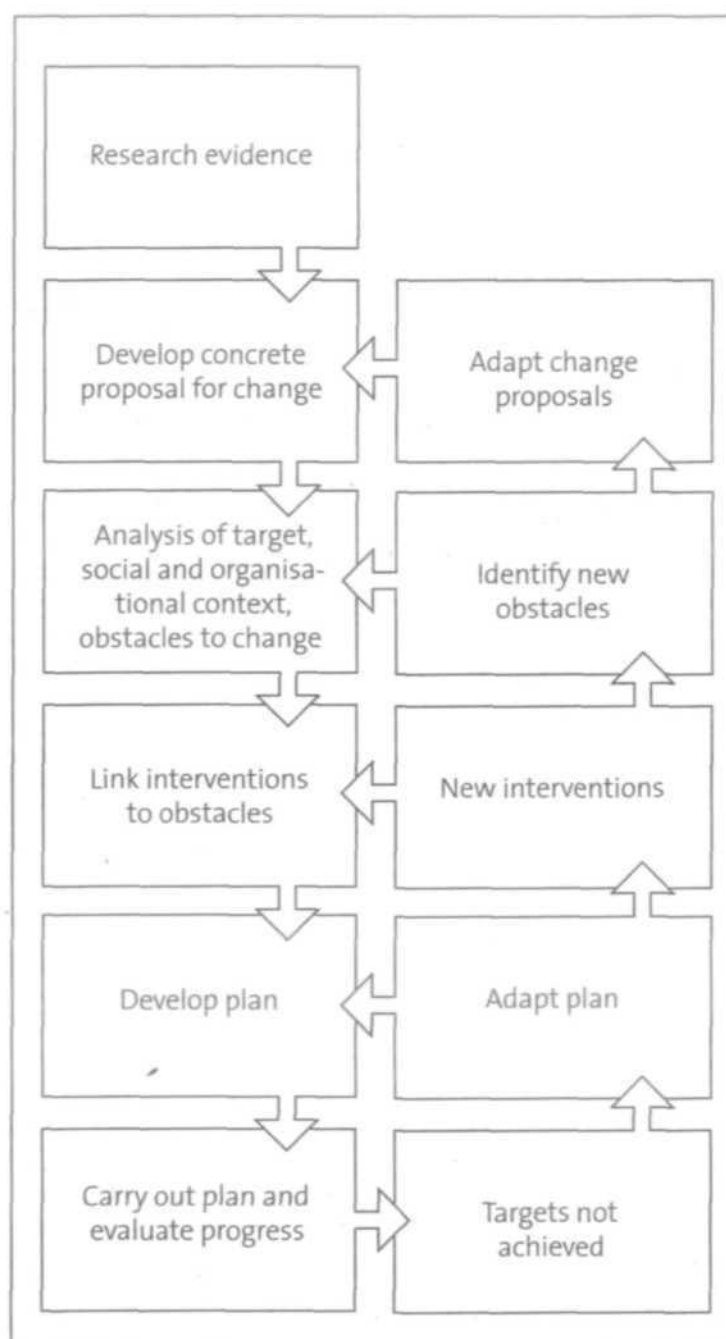 Research evidence
Develop concrete
proposal for change
Adapt change
proposals
Analysis of target,
social and organisa-
tional context,
obstacles to change
Identify new
obstacles
Link interventions
to obstacles
New interventions
Develop plan
Adapt plan
Carry out plan and
evaluate progress
Targets not
achieved